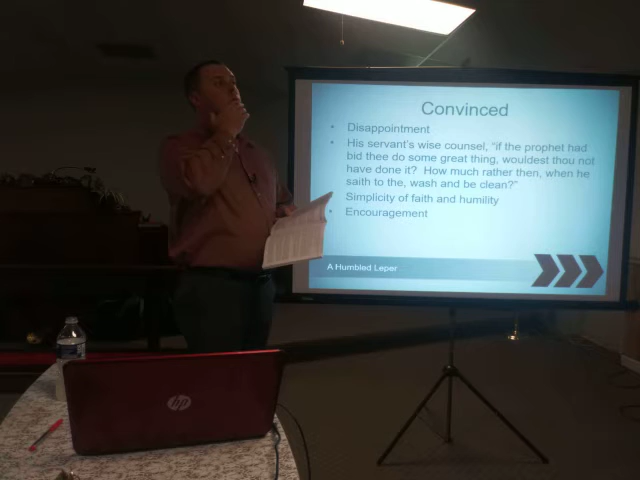 Convinced
• Disappointment
• His servant's wise counsel, "if the prophet had
bid thee do some great thing, wouldest thou not
have done it? How much rather then, when he
saith to the, wash and be clean?"
Simplicity of faith and humility
• Encouragement
A Humbled Leper
hp